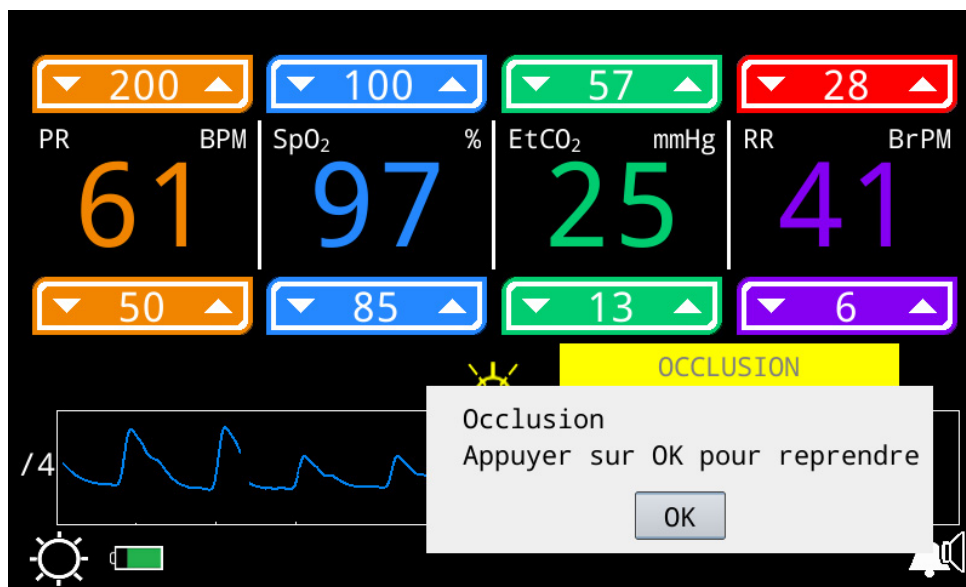 200 100 57 28
PR BPM SpO₂ % EtCO₂ mmHg RR BrPM
61 97 25 41
50 85 13 6
OCCLUSION
Occlusion
Appuyer sur OK pour reprendre
/4
OK